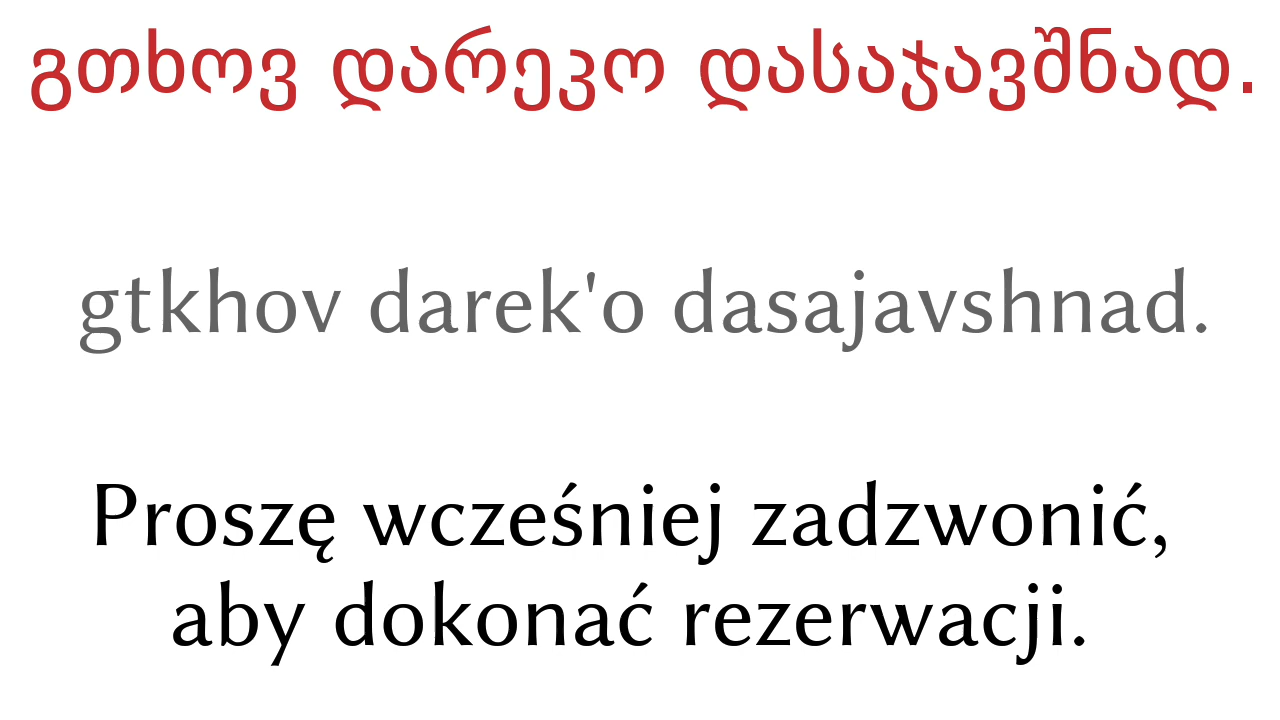 გთხოვ დარეკო დასაჯავშნად.
gtkhov darek'o dasajavshnad.
Proszę wcześniej zadzwonić,
aby dokonać rezerwacji.